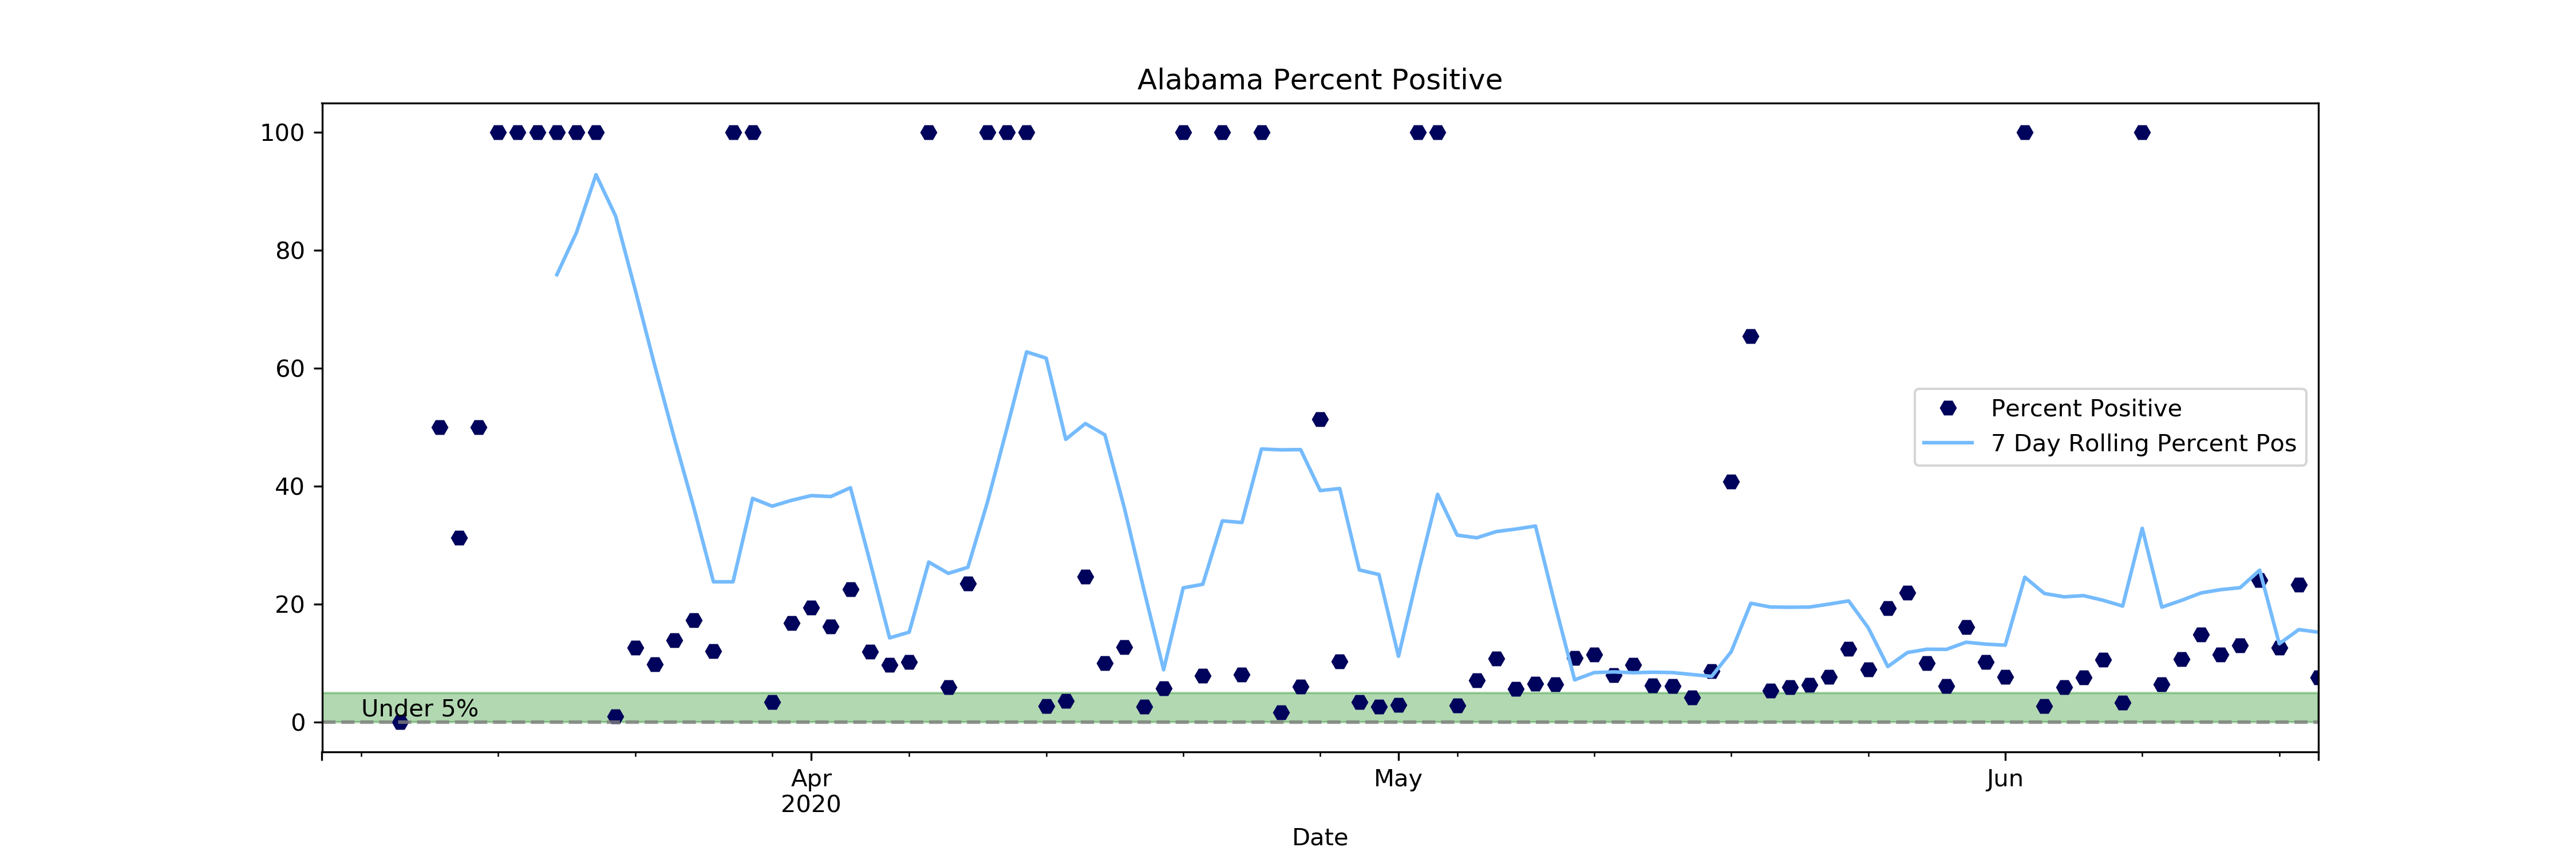 Alabama Percent Positive
100
80
60
40
20
0
Under 5%
Percent Positive
7 Day Rolling Percent Pos
Apr
2020
May
Jun
Date